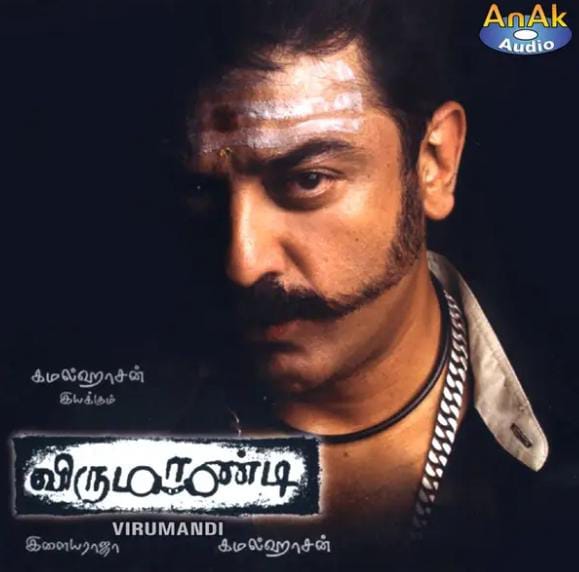 AnAk
Audio
கமல்ஹாசன்
இயக்கும்
விருமாண்டி
VIRUMANDI
இளையராஜா கமல்ஹாசன்